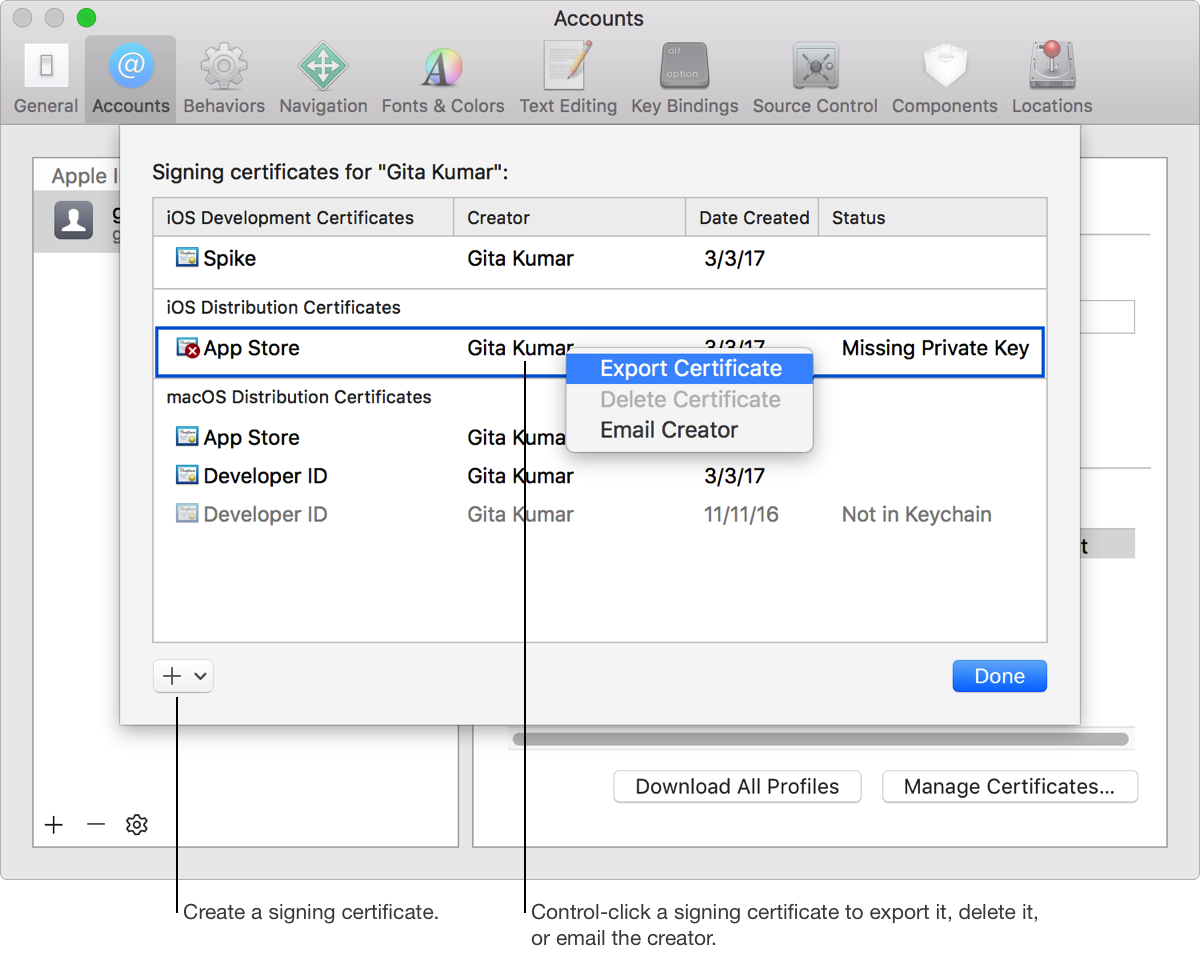 Accounts
General Accounts Behaviors Navigation Fonts & Colors Text Editing alt option Key Bindings Source Control Components Locations
Apple I
Signing certificates for "Gita Kumar":
iOS Development Certificates Creator Date Created Status
Spike Gita Kumar 3/3/17
iOS Distribution Certificates
App Store Gita Kumar 3/3/17 Missing Private Key
Export Certificate
Delete Certificate
Email Creator
macOS Distribution Certificates
App Store Gita Kuma
Developer ID Gita Kumar 3/3/17
Developer ID Gita Kumar 11/11/16 Not in Keychain
t
Done
Download All Profiles Manage Certificates...
Create a signing certificate.
Control-click a signing certificate to export it, delete it,
or email the creator.